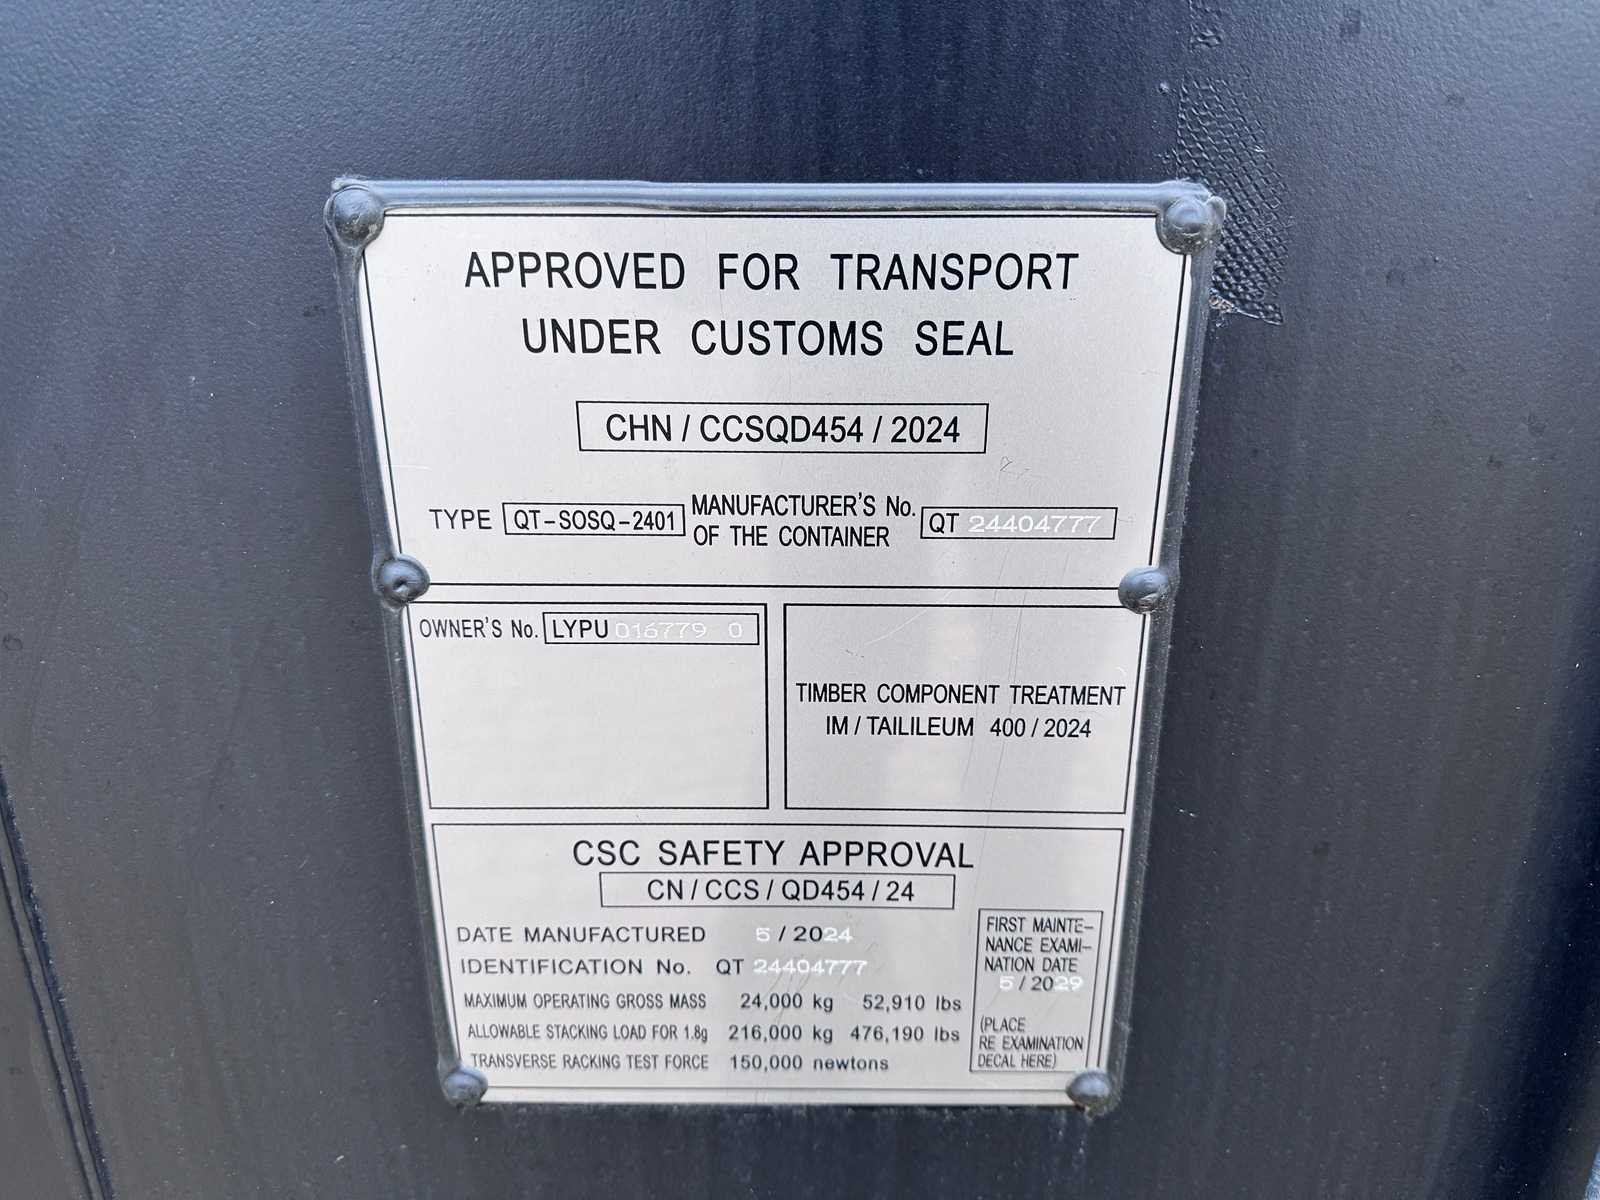 APPROVED FOR TRANSPORT
UNDER CUSTOMS SEAL
CHN / CCSQD454 / 2024
TYPE QT-SOSQ-2401 MANUFACTURER'S No. OF THE CONTAINER QT 24404777
OWNER'S No. LYPU 016779 0
TIMBER COMPONENT TREATMENT
IM / TAILILEUM 400 / 2024
CSC SAFETY APPROVAL
CN / CCS / QD454 / 24
DATE MANUFACTURED 5 / 2024
IDENTIFICATION No. QT 24404777
MAXIMUM OPERATING GROSS MASS 24,000 kg 52,910 lbs
ALLOWABLE STACKING LOAD FOR 1.8g 216,000 kg 476,190 lbs
TRANSVERSE RACKING TEST FORCE 150,000 newtons
FIRST MAINTE-
NANCE EXAMI-
NATION DATE
5 / 2029
(PLACE
RE EXAMINATION
DECAL HERE)